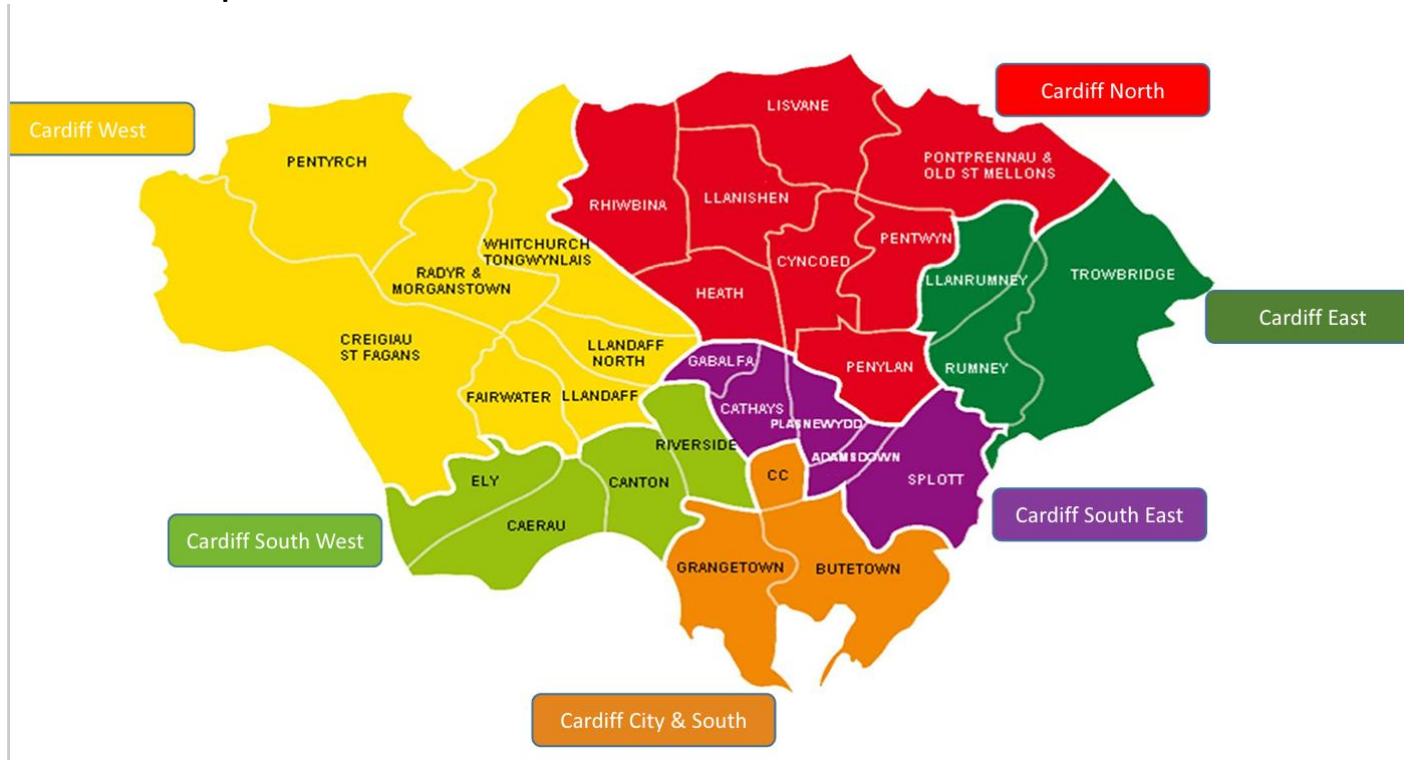 Cardiff West
Cardiff North
LISVANE
PENTYRCH
PONTPRENNAU &
OLD ST MELLONS
RHIWBINA
LLANISHEN
PENTWYN
WHITCHURCH
TONGWYNLAIS
CYNCOED
RADYR &
MORGANSTOWN
LLANRUMNEY
TROWBRIDGE
HEATH
Cardiff East
CREIGIAU
ST FAGANS
LLANDAFF
NORTH
GABALFA
PENYLAN
RUMNEY
FAIRWATER
LLANDAFF
CATHAYS
PLASNEWYDD
RIVERSIDE
ADAMSDOWN
ELY
CANTON
CC
SPLOTT
CAERAU
Cardiff South East
Cardiff South West
GRANGETOWN
BUTETOWN
Cardiff City & South